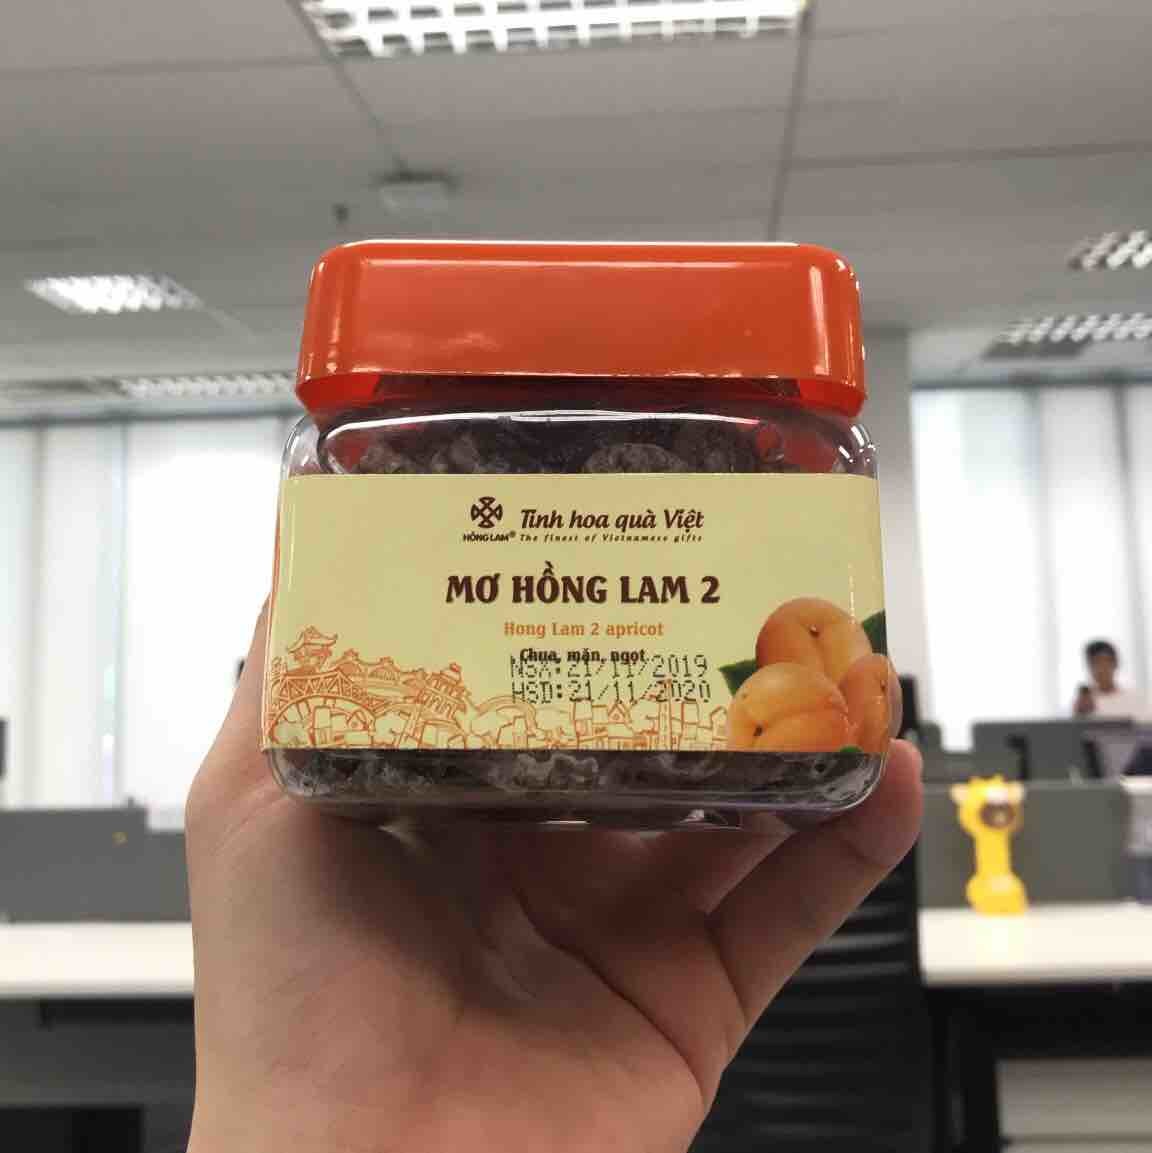 HỒNG LAM® Tinh hoa quà Việt
The finest of Vietnamese gifts
MƠ HỒNG LAM 2
Hong Lam 2 apricot
Chua, mặn, ngọt
NSX:21/11/2019
HSD:21/11/2020